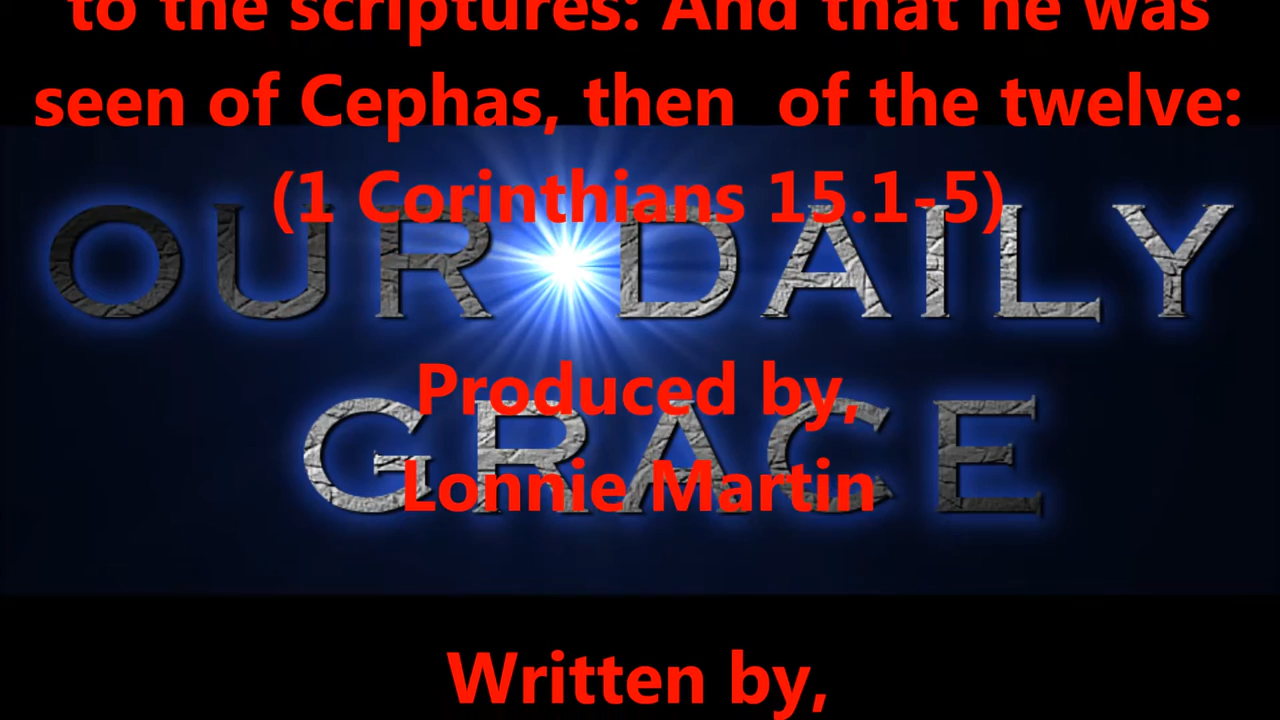 to the scriptures: And that he was
seen of Cephas, then  of the twelve:
(1 Corinthians 15.1-5)
OUR DAILY
Produced by,
GRACE
Lonnie Martin
Written by,